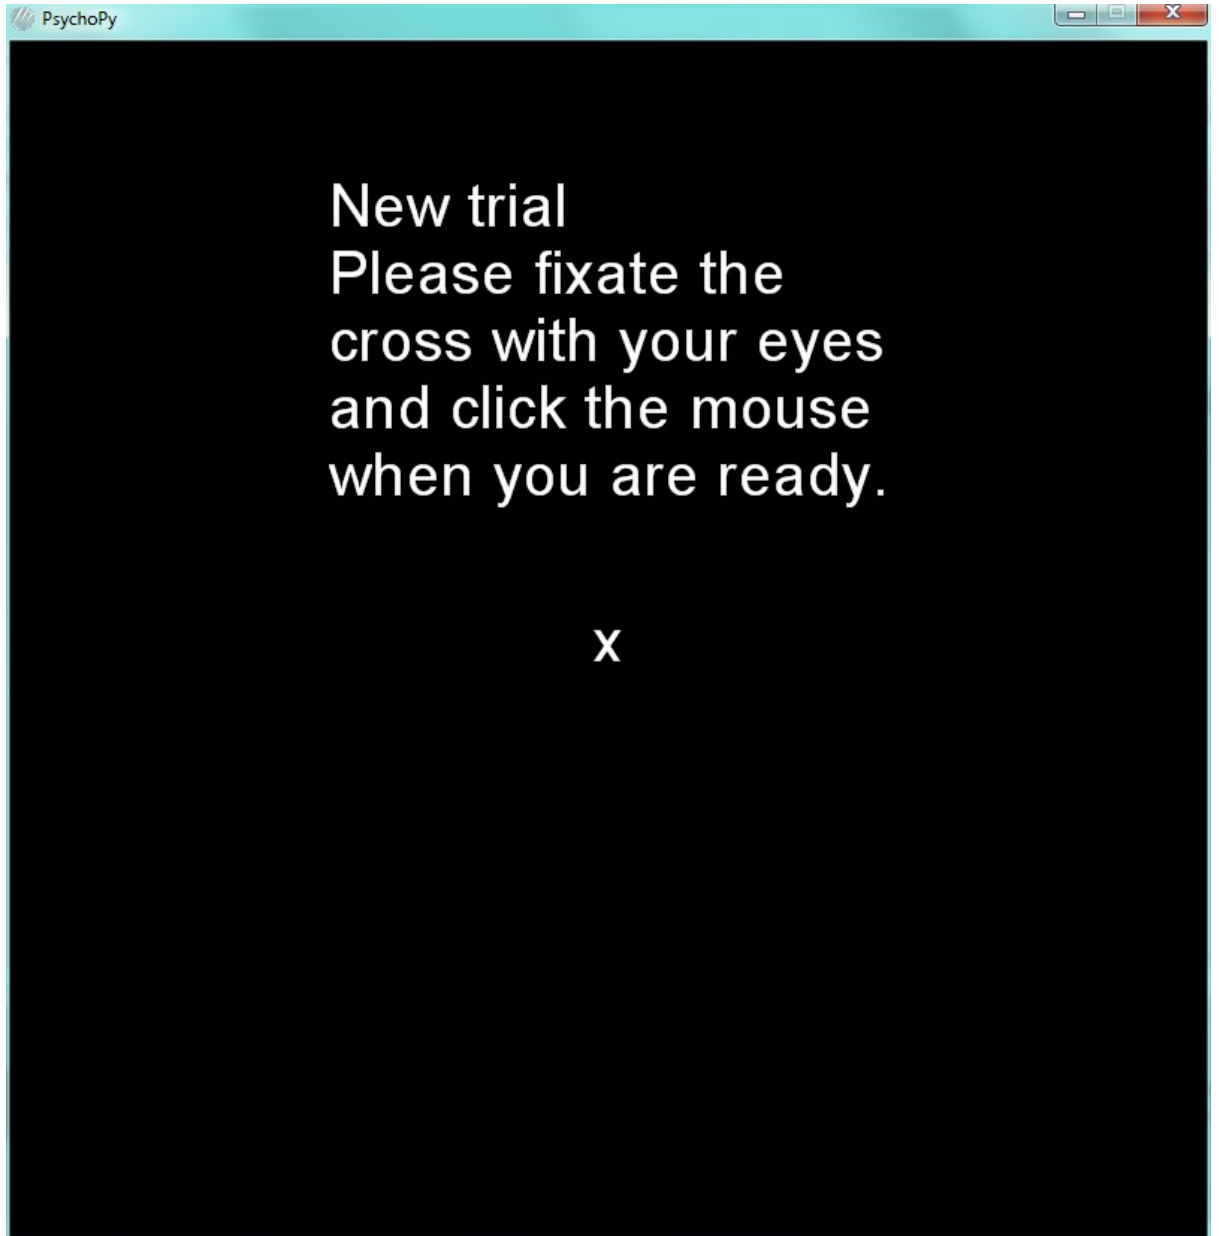 PsychoPy
New trial
Please fixate the
cross with your eyes
and click the mouse
when you are ready.
x